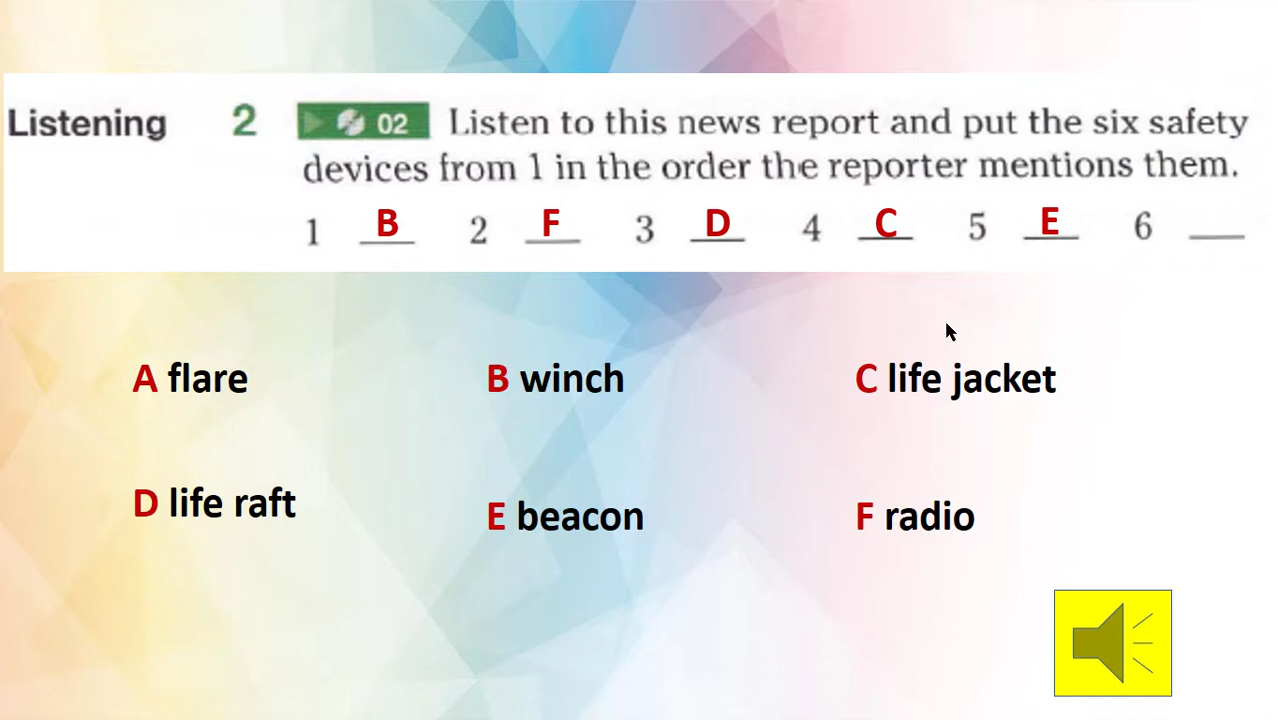 Listening 2 02 Listen to this news report and put the six safety
devices from 1 in the order the reporter mentions them.
1 B 2 F 3 D 4 C 5 E 6 __
A flare B winch C life jacket
D life raft E beacon F radio